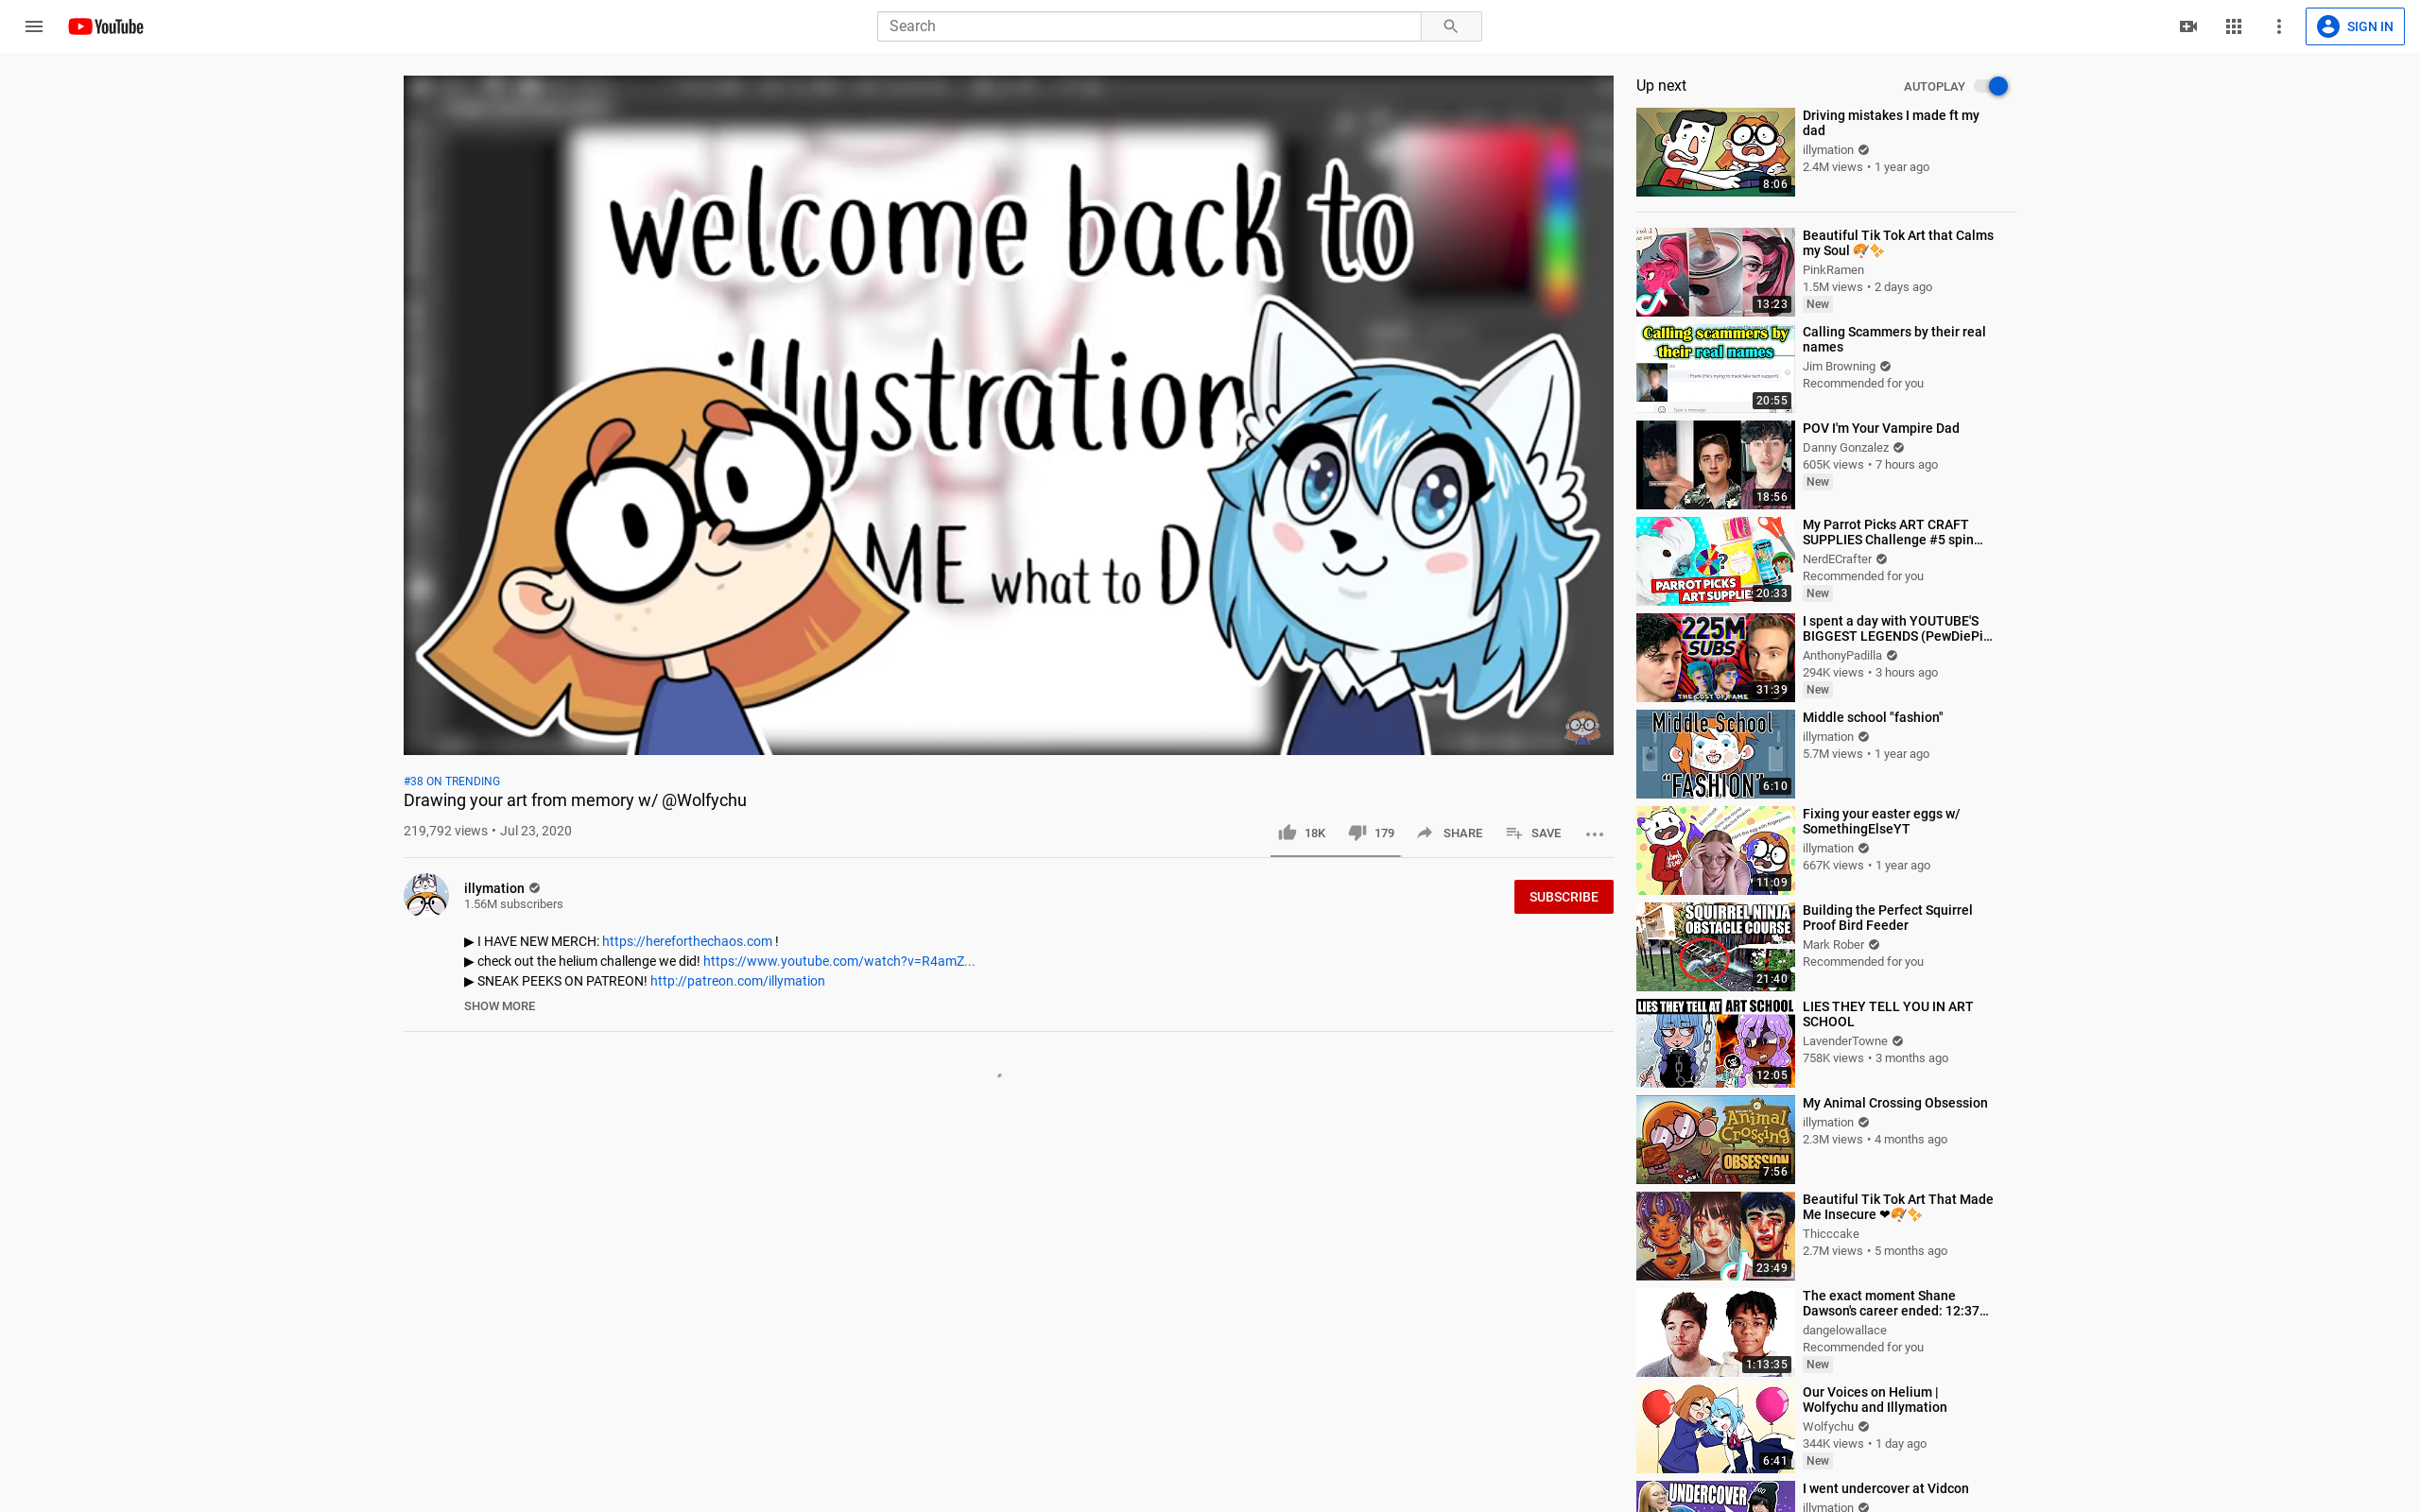 YouTube
Search
SIGN IN
welcome back to
illystration
ME what to D
#38 ON TRENDING
Drawing your art from memory w/ @Wolfychu
219,792 views • Jul 23, 2020
18K
179
SHARE
SAVE
illymation
1.56M subscribers
SUBSCRIBE
▶ I HAVE NEW MERCH: https://hereforthechaos.com !
▶ check out the helium challenge we did! https://www.youtube.com/watch?v=R4amZ...
▶ SNEAK PEEKS ON PATREON! http://patreon.com/illymation
SHOW MORE
Up next
AUTOPLAY
8:06
Driving mistakes I made ft my
dad
illymation
2.4M views • 1 year ago
13:23
Beautiful Tik Tok Art that Calms
my Soul 🎨✨
PinkRamen
1.5M views • 2 days ago
New
Calling scammers by
their real names
20:55
Calling Scammers by their real
names
Jim Browning
Recommended for you
18:56
POV I'm Your Vampire Dad
Danny Gonzalez
605K views • 7 hours ago
New
PARROT PICKS
ART SUPPLIE
20:33
My Parrot Picks ART CRAFT
SUPPLIES Challenge #5 spin...
NerdECrafter
Recommended for you
New
225M
SUBS
THE COST OF FAME
31:39
I spent a day with YOUTUBE'S
BIGGEST LEGENDS (PewDiePi...
AnthonyPadilla
294K views • 3 hours ago
New
Middle School
"FASHION"
6:10
Middle school "fashion"
illymation
5.7M views • 1 year ago
11:09
Fixing your easter eggs w/
SomethingElseYT
illymation
667K views • 1 year ago
SQUIRREL NINJA
OBSTACLE COURSE
21:40
Building the Perfect Squirrel
Proof Bird Feeder
Mark Rober
Recommended for you
LIES THEY TELL AT ART SCHOOL
12:05
LIES THEY TELL YOU IN ART
SCHOOL
LavenderTowne
758K views • 3 months ago
Animal
Crossing
OBSESSION
7:56
My Animal Crossing Obsession
illymation
2.3M views • 4 months ago
23:49
Beautiful Tik Tok Art That Made
Me Insecure ❤🎨✨
Thicccake
2.7M views • 5 months ago
1:13:35
The exact moment Shane
Dawson's career ended: 12:37...
dangelowallace
Recommended for you
New
6:41
Our Voices on Helium |
Wolfychu and Illymation
Wolfychu
344K views • 1 day ago
New
UNDERCOVER
I went undercover at Vidcon
illymation